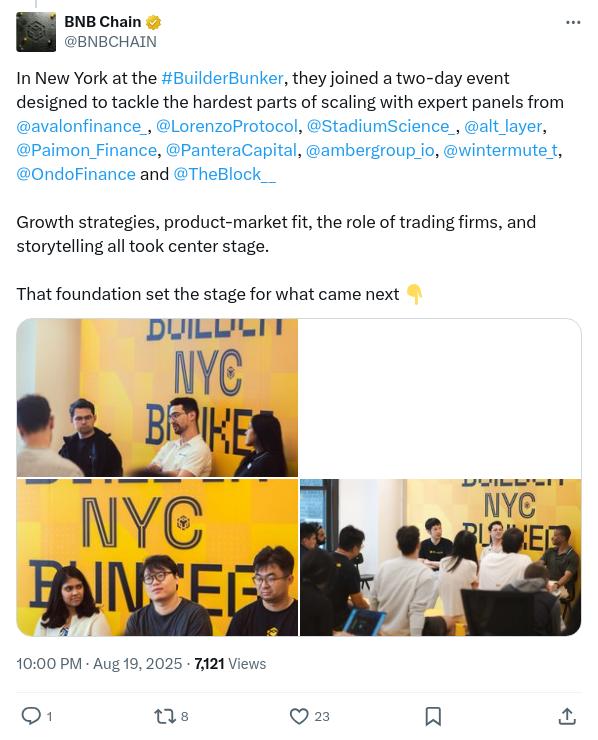 BNB Chain
@BNBCHAIN
In New York at the #BuilderBunker, they joined a two-day event
designed to tackle the hardest parts of scaling with expert panels from
@avalonfinance_, @LorenzoProtocol, @StadiumScience_, @alt_layer,
@Paimon_Finance, @PanteraCapital, @ambergroup_io, @wintermute_t,
@OndoFinance and @TheBlock__
Growth strategies, product-market fit, the role of trading firms, and
storytelling all took center stage.
That foundation set the stage for what came next 👇
BUILDER
NYC
BUNKER
NYC
BUNKER
BUILDER
NYC
BUNKER
10:00 PM · Aug 19, 2025 · 7,121 Views
1
8
23